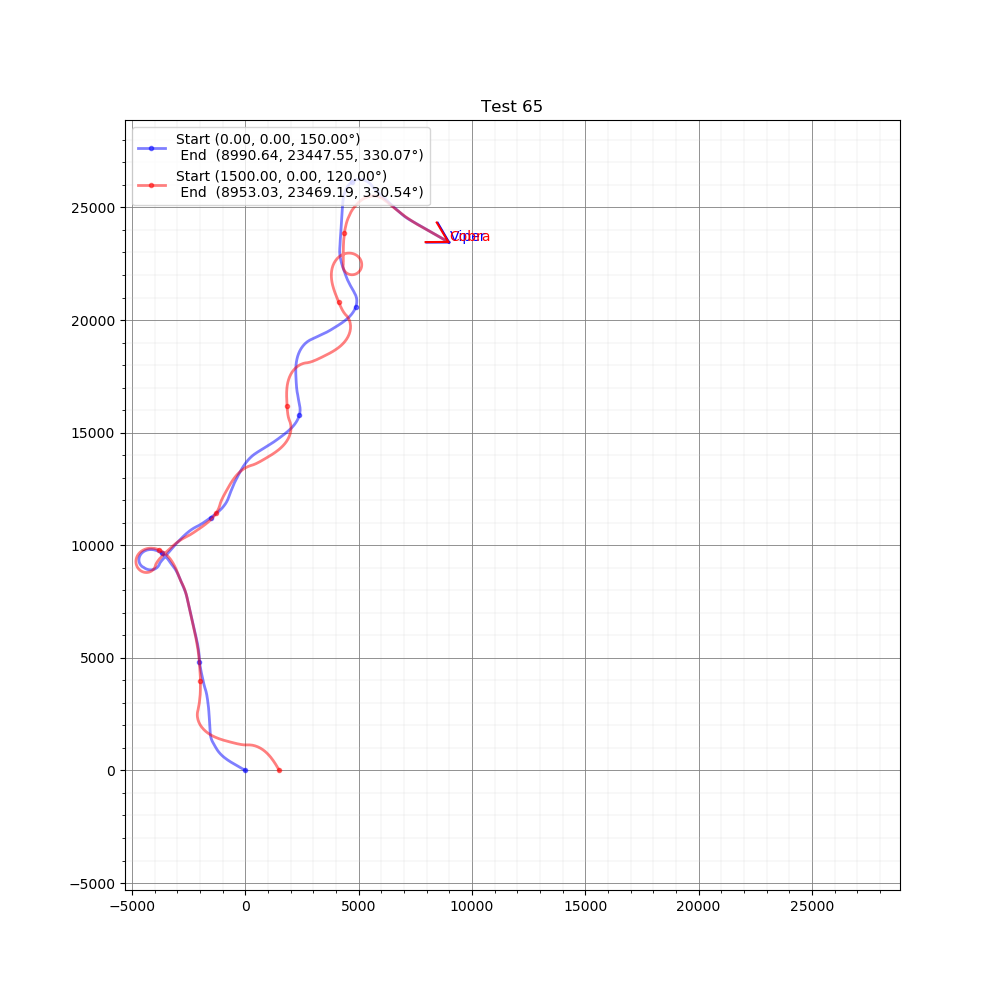 Test 65
Start (0.00, 0.00, 150.00°)
End (8990.64, 23447.55, 330.07°)
Start (1500.00, 0.00, 120.00°)
End (8953.03, 23469.19, 330.54°)
25000
20000
15000
10000
5000
0
−5000
−5000 0 5000 10000 15000 20000 25000